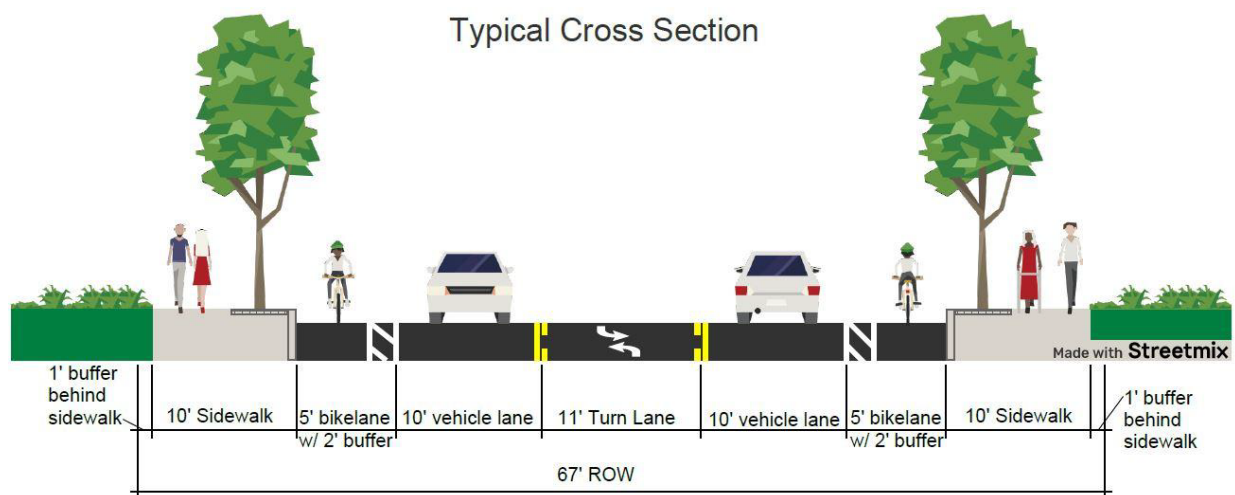 Typical Cross Section
Made with Streetmix
1' buffer
behind
sidewalk
10' Sidewalk
5' bikelane
w/ 2' buffer
10' vehicle lane
11' Turn Lane
10' vehicle lane
5' bikelane
w/ 2' buffer
10' Sidewalk
1' buffer
behind
sidewalk
67' ROW